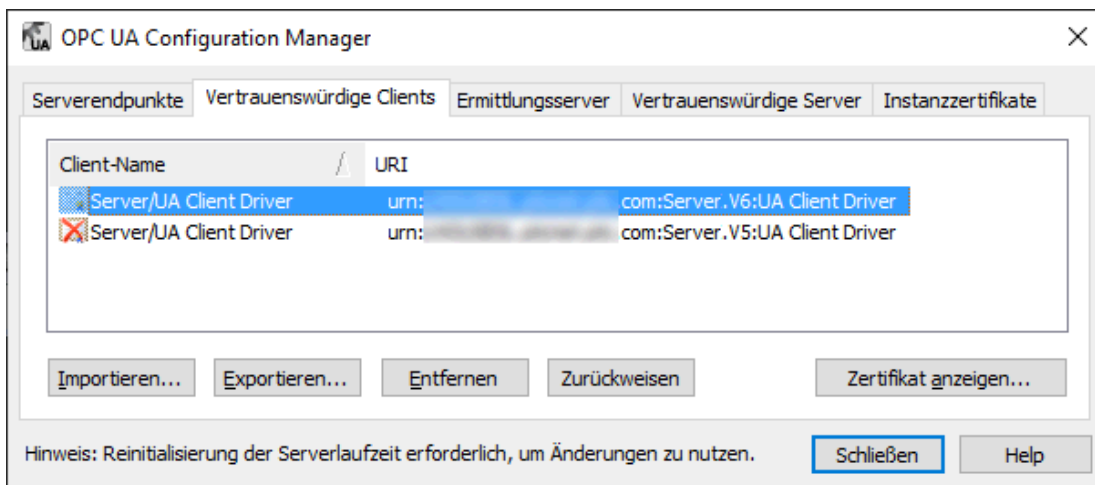 UA OPC UA Configuration Manager
Serverendpunkte Vertrauenswürdige Clients Ermittlungsserver Vertrauenswürdige Server Instanzzertifikate
Client-Name URI
Server/UA Client Driver urn: .com:Server.V6:UA Client Driver
Server/UA Client Driver urn: com:Server.V5:UA Client Driver
Importieren... Exportieren... Entfernen Zurückweisen Zertifikat anzeigen...
Hinweis: Reinitialisierung der Serverlaufzeit erforderlich, um Änderungen zu nutzen. Schließen Help